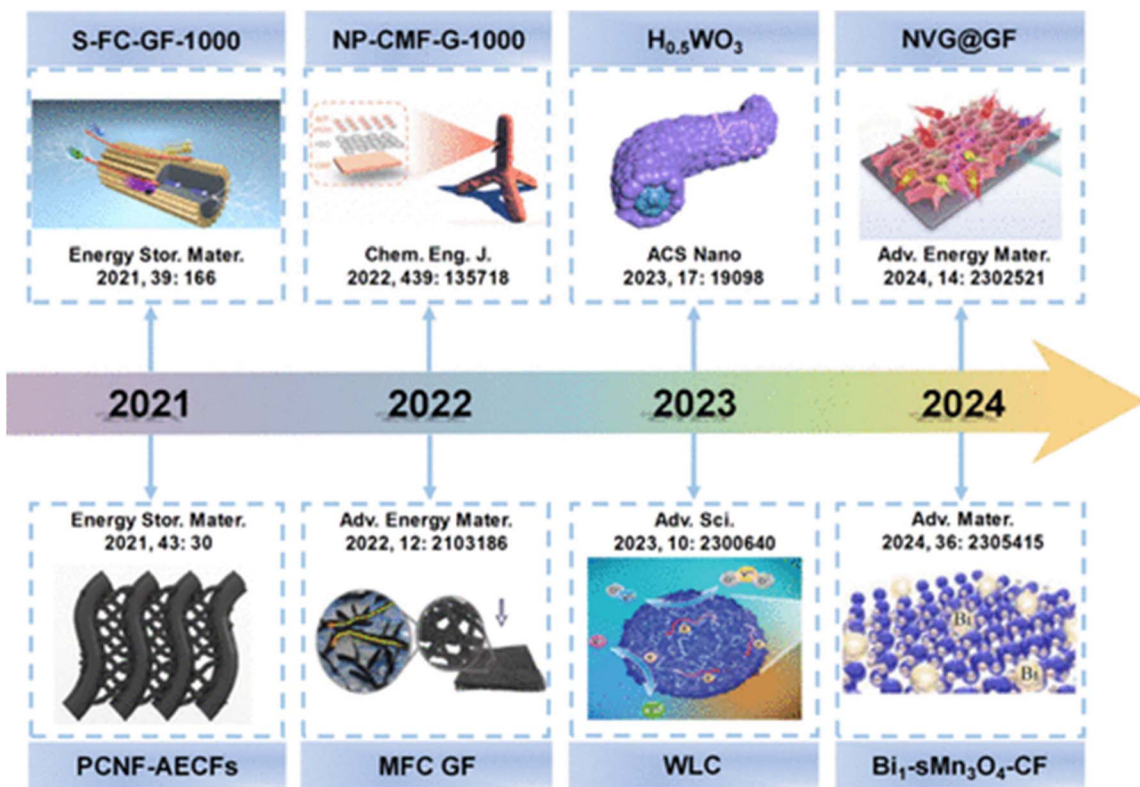 S-FC-GF-1000
NP-CMF-G-1000
H₀.₅WO₃
NVG@GF
Energy Stor. Mater.
2021, 39: 166
Chem. Eng. J.
2022, 439: 135718
ACS Nano
2023, 17: 19098
Adv. Energy Mater.
2024, 14: 2302521
2021
2022
2023
2024
Energy Stor. Mater.
2021, 43: 30
Adv. Energy Mater.
2022, 12: 2103186
Adv. Sci.
2023, 10: 2300640
Adv. Mater.
2024, 36: 2305415
Bi
Bi
PCNF-AECFs
MFC GF
WLC
Bi₁-sMn₃O₄-CF